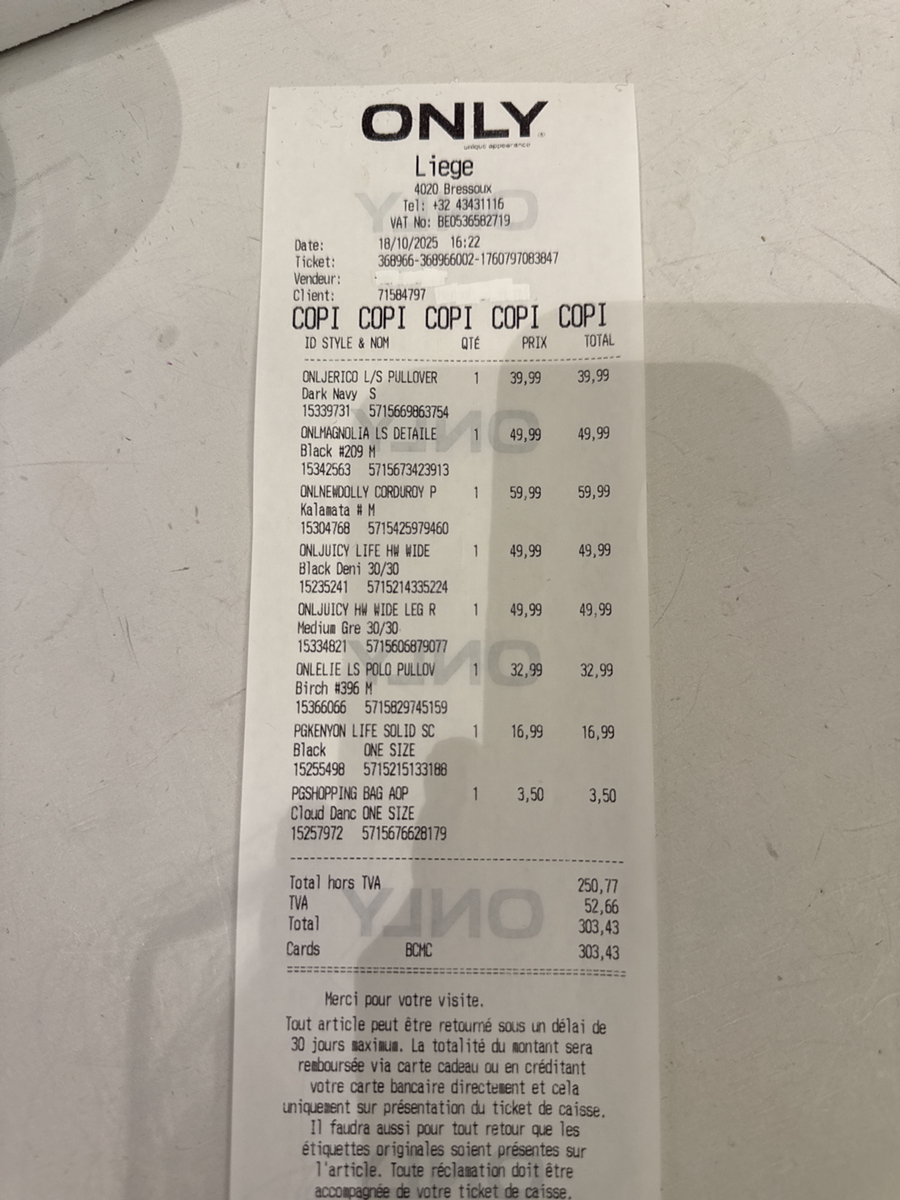 ONLY
unique appearance
Liege
4020 Bressoux
Tel: +32 43431116
VAT No: BE0536582719
Date: 18/10/2025 16:22
Ticket: 368966-368966002-1760797083847
Vendeur:
Client: 71584797
COPI COPI COPI COPI COPI
ID STYLE & NOM QTÉ PRIX TOTAL
ONLJERICO L/S PULLOVER 1 39,99 39,99
Dark Navy S
15339731 5715669863754
ONLMAGNOLIA LS DETAILE 1 49,99 49,99
Black #209 M
15342563 5715673423913
ONLNEWDOLLY CORDUROY P 1 59,99 59,99
Kalamata # M
15304768 5715425979460
ONLJUICY LIFE HW WIDE 1 49,99 49,99
Black Deni 30/30
15235241 5715214335224
ONLJUICY HW WIDE LEG R 1 49,99 49,99
Medium Gre 30/30
15334821 5715606879077
ONLELIE LS POLO PULLOV 1 32,99 32,99
Birch #396 M
15366066 5715829745159
PGKENYON LIFE SOLID SC 1 16,99 16,99
Black ONE SIZE
15255498 5715215133188
PGSHOPPING BAG AOP 1 3,50 3,50
Cloud Danc ONE SIZE
15257972 5715676628179
Total hors TVA 250,77
TVA 52,66
Total 303,43
Cards BCMC 303,43
Merci pour votre visite.
Tout article peut être retourné sous un délai de
30 jours maximum. La totalité du montant sera
remboursée via carte cadeau ou en créditant
votre carte bancaire directement et cela
uniquement sur présentation du ticket de caisse.
Il faudra aussi pour tout retour que les
étiquettes originales soient présentes sur
l'article. Toute réclamation doit être
accompagnée de votre ticket de caisse.